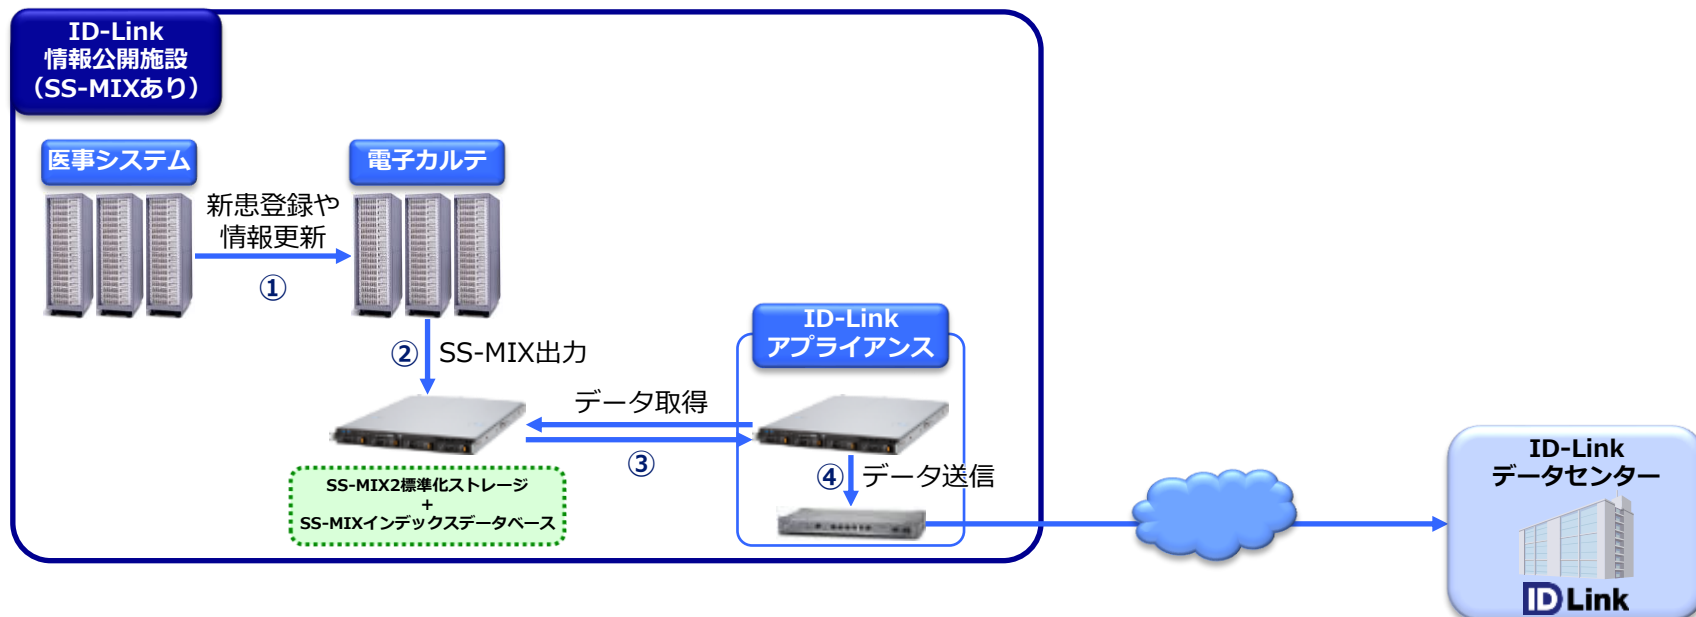 ID-Link
情報公開施設
（SS-MIXあり）
医事システム
電子カルテ
新患登録や
情報更新
①
② SS-MIX出力
ID-Link
アプライアンス
データ取得
③
④ データ送信
SS-MIX2標準化ストレージ
+
SS-MIXインデックスデータベース
ID-Link
データセンター
ID Link